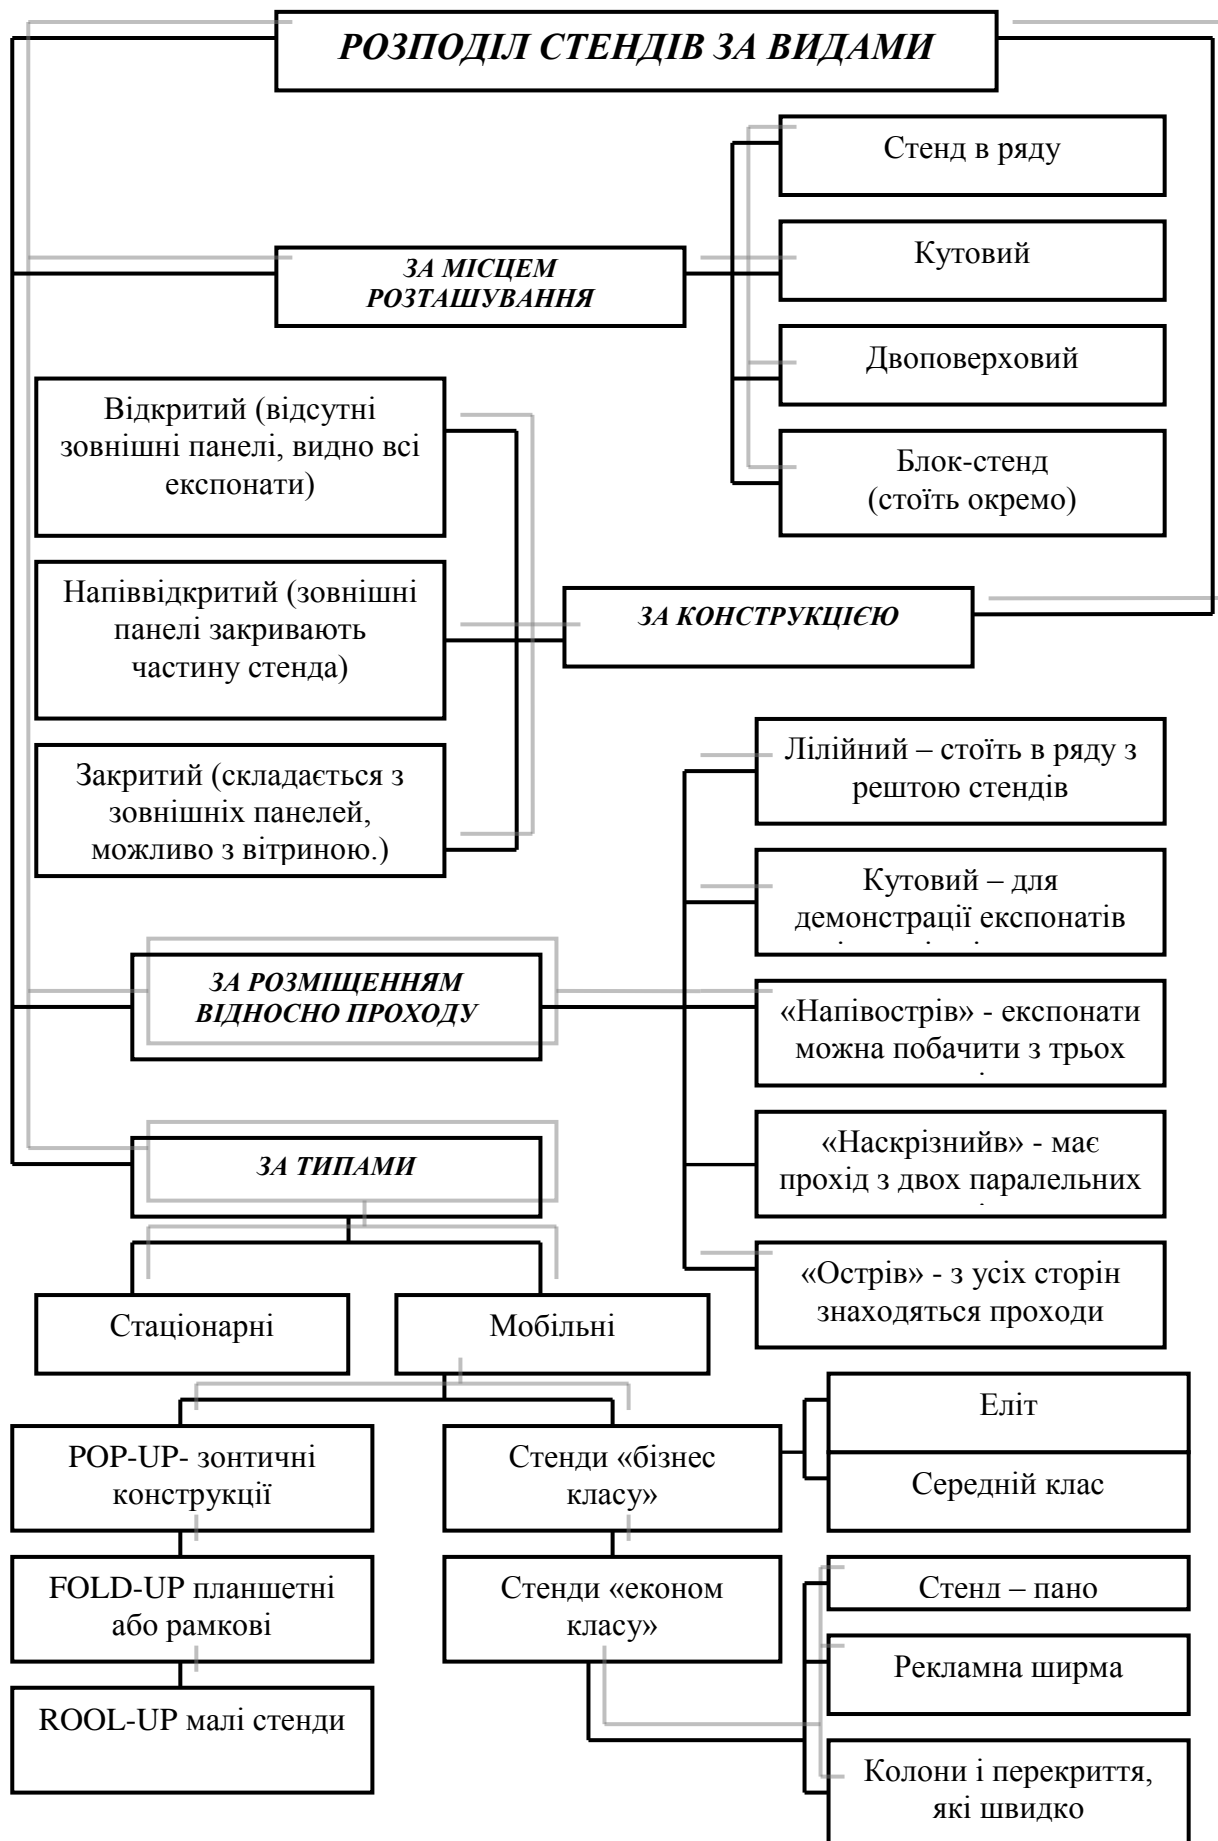 РОЗПОДІЛ СТЕНДІВ ЗА ВИДАМИ
Стенд в ряду
Кутовий
Двоповерховий
Блок-стенд
(стоїть окремо)
ЗА МІСЦЕМ
РОЗТАШУВАННЯ
Відкритий (відсутні
зовнішні панелі, видно всі
експонати)
Напіввідкритий (зовнішні
панелі закривають
частину стенда)
Закритий (складається з
зовнішніх панелей,
можливо з вітриною.)
ЗА КОНСТРУКЦІЄЮ
Лілійний – стоїть в ряду з
рештою стендів
Кутовий – для
демонстрації експонатів
«Напівострів» - експонати
можна побачити з трьох
«Наскрізнийв» - має
прохід з двох паралельних
«Острів» - з усіх сторін
знаходяться проходи
ЗА РОЗМІЩЕННЯМ
ВІДНОСНО ПРОХОДУ
ЗА ТИПАМИ
Стаціонарні
Мобільні
POP-UP- зонтичні
конструкції
FOLD-UP планшетні
або рамкові
ROOL-UP малі стенди
Стенди «бізнес
класу»
Стенди «економ
класу»
Еліт
Середній клас
Стенд – пано
Рекламна ширма
Колони і перекриття,
які швидко